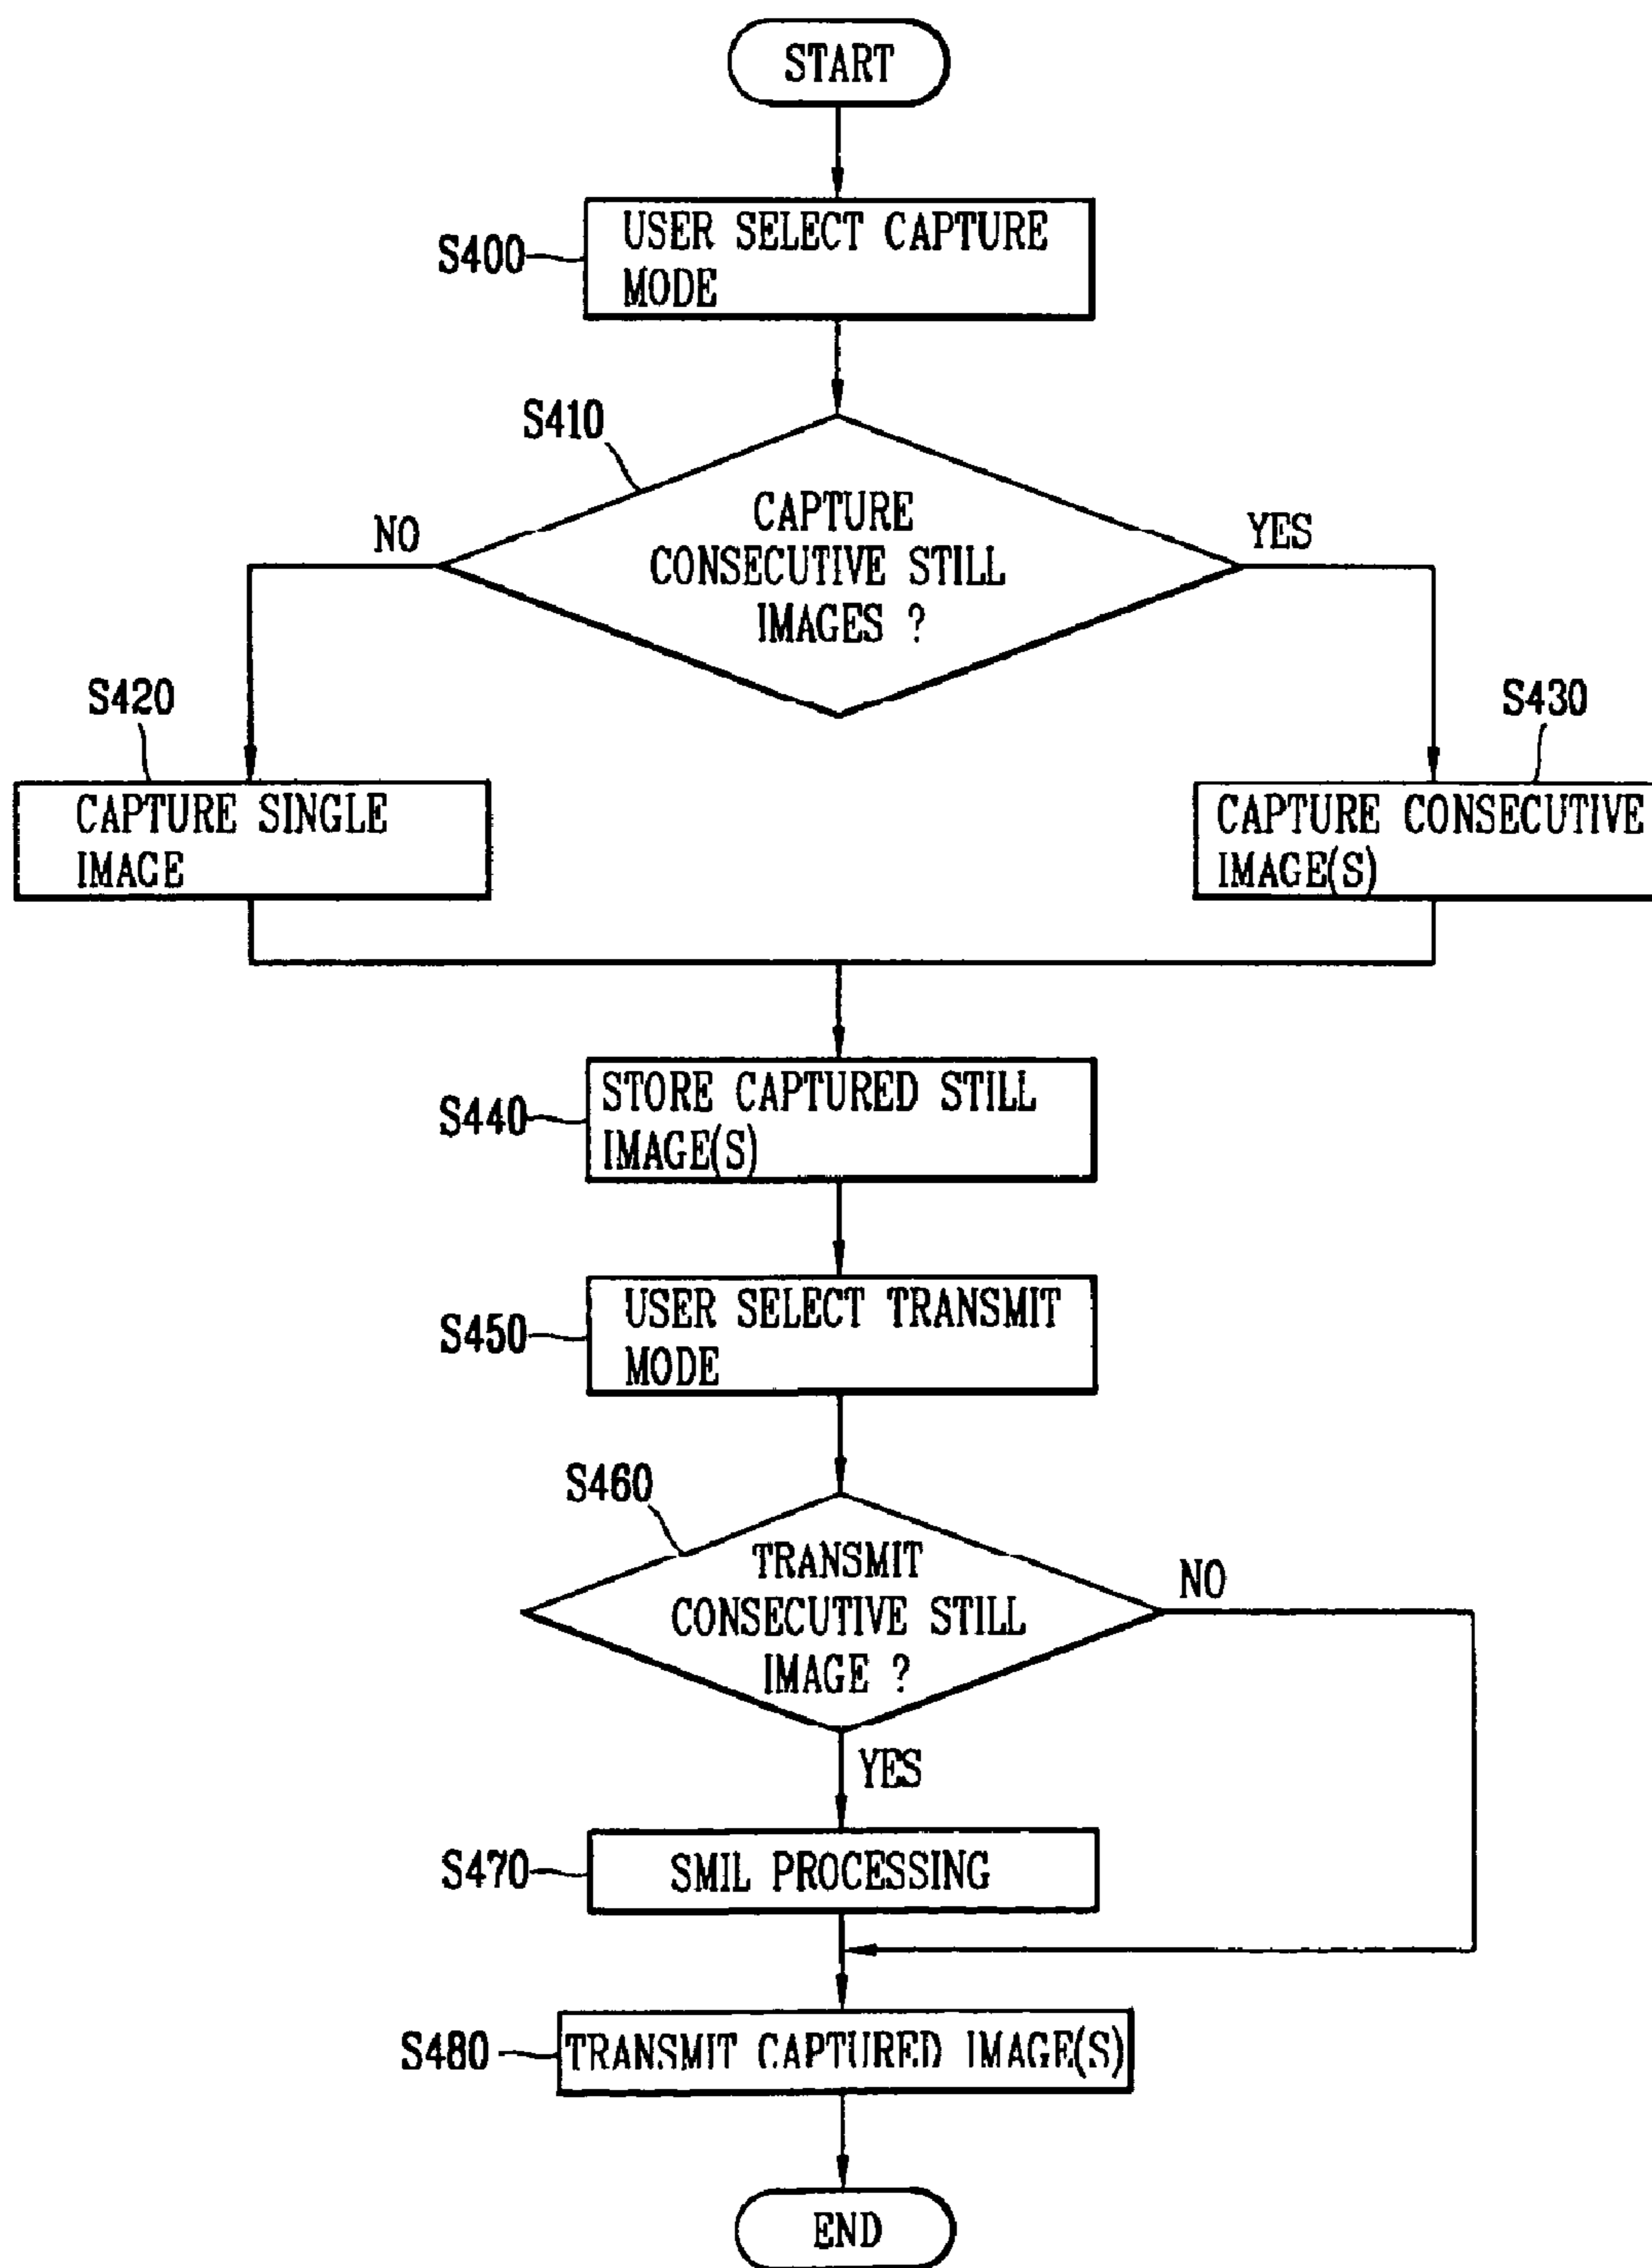 START
S400
USER SELECT CAPTURE
MODE
S410
CAPTURE
CONSECUTIVE STILL
IMAGES ?
NO
YES
S420
CAPTURE SINGLE
IMAGE
S430
CAPTURE CONSECUTIVE
IMAGE(S)
S440
STORE CAPTURED STILL
IMAGE(S)
S450
USER SELECT TRANSMIT
MODE
S460
TRANSMIT
CONSECUTIVE STILL
IMAGE ?
NO
YES
S470
SMIL PROCESSING
S480
TRANSMIT CAPTURED IMAGE(S)
END